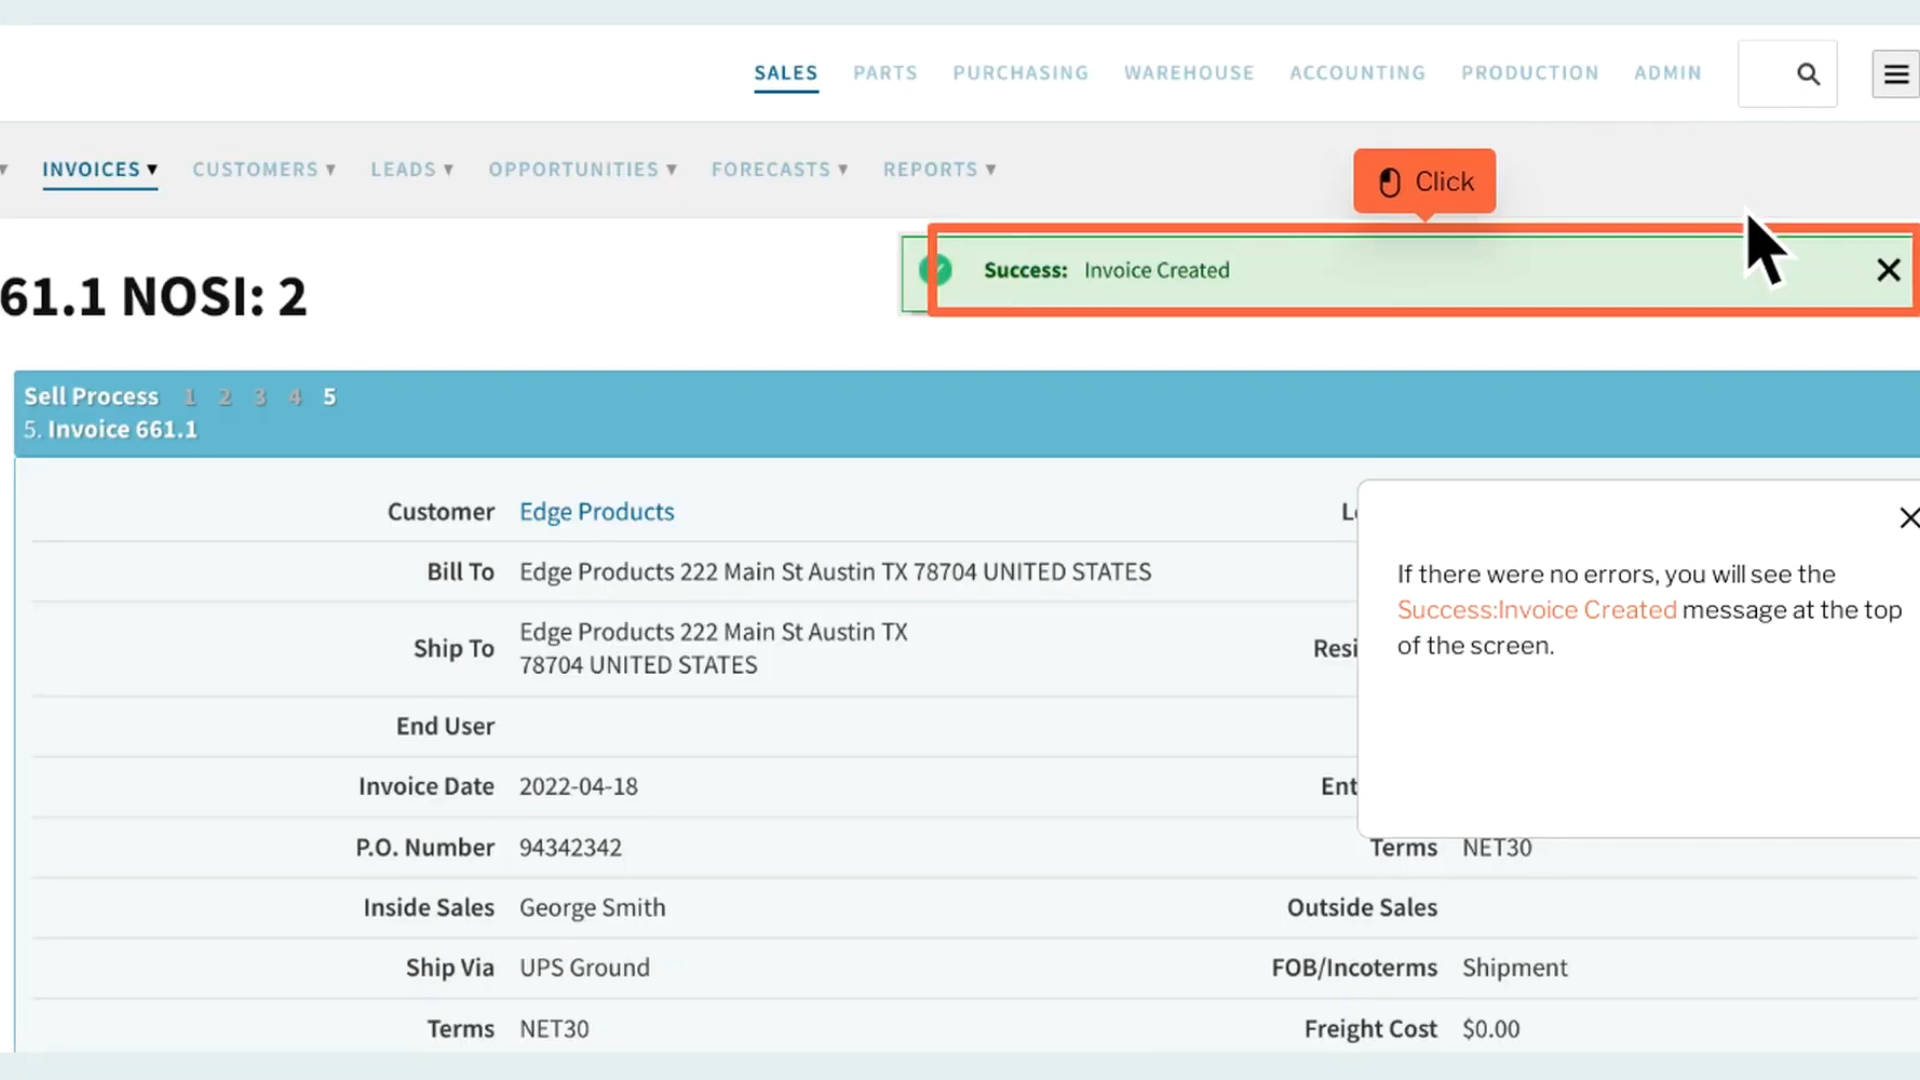 SALES PARTS PURCHASING WAREHOUSE ACCOUNTING PRODUCTION ADMIN
INVOICES CUSTOMERS LEADS OPPORTUNITIES FORECASTS REPORTS
Click
Success: Invoice Created
61.1 NOSI: 2
Sell Process 1 2 3 4 5
5. Invoice 661.1
Customer Edge Products
Bill To Edge Products 222 Main St Austin TX 78704 UNITED STATES
Ship To Edge Products 222 Main St Austin TX
78704 UNITED STATES
Resi
End User
Invoice Date 2022-04-18
Ent
If there were no errors, you will see the
Success:Invoice Created message at the top
of the screen.
P.O. Number 94342342 Terms NET30
Inside Sales George Smith Outside Sales
Ship Via UPS Ground FOB/Incoterms Shipment
Terms NET30 Freight Cost $0.00